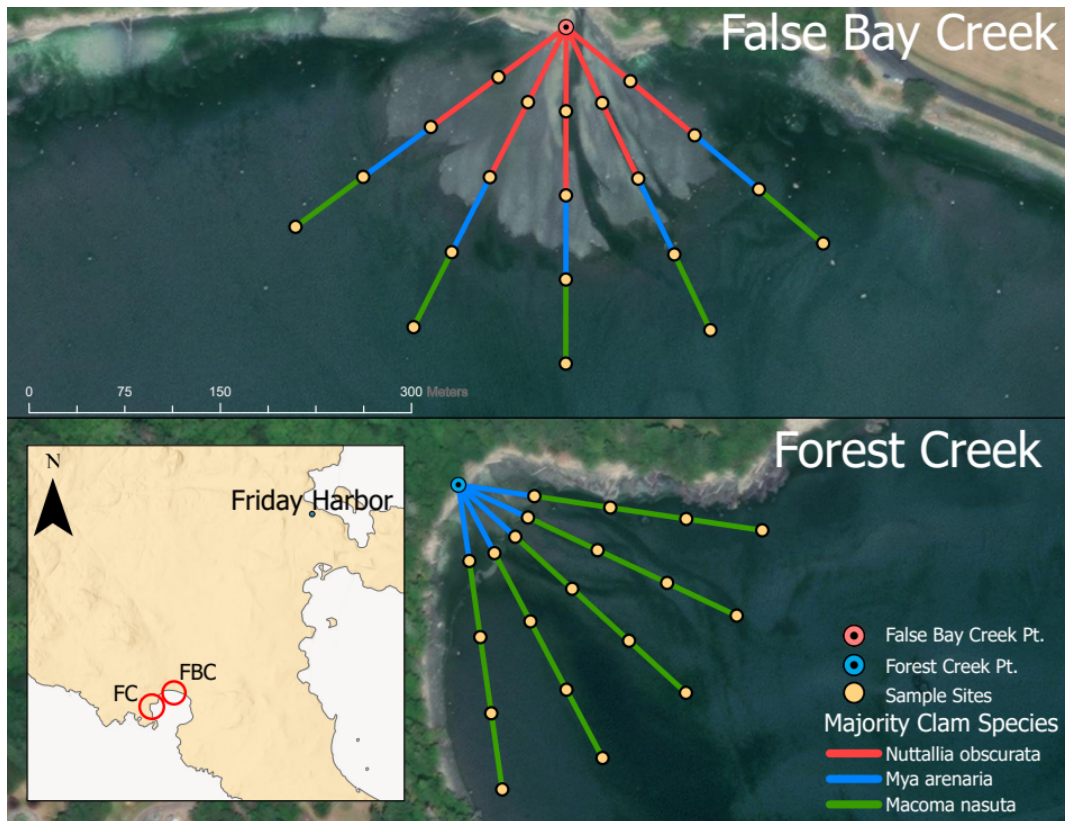 False Bay Creek
0 75 150 300 Meters
Forest Creek
N
Friday Harbor
FBC
FC
False Bay Creek Pt.
Forest Creek Pt.
Sample Sites
Majority Clam Species
Nuttallia obscurata
Mya arenaria
Macoma nasuta